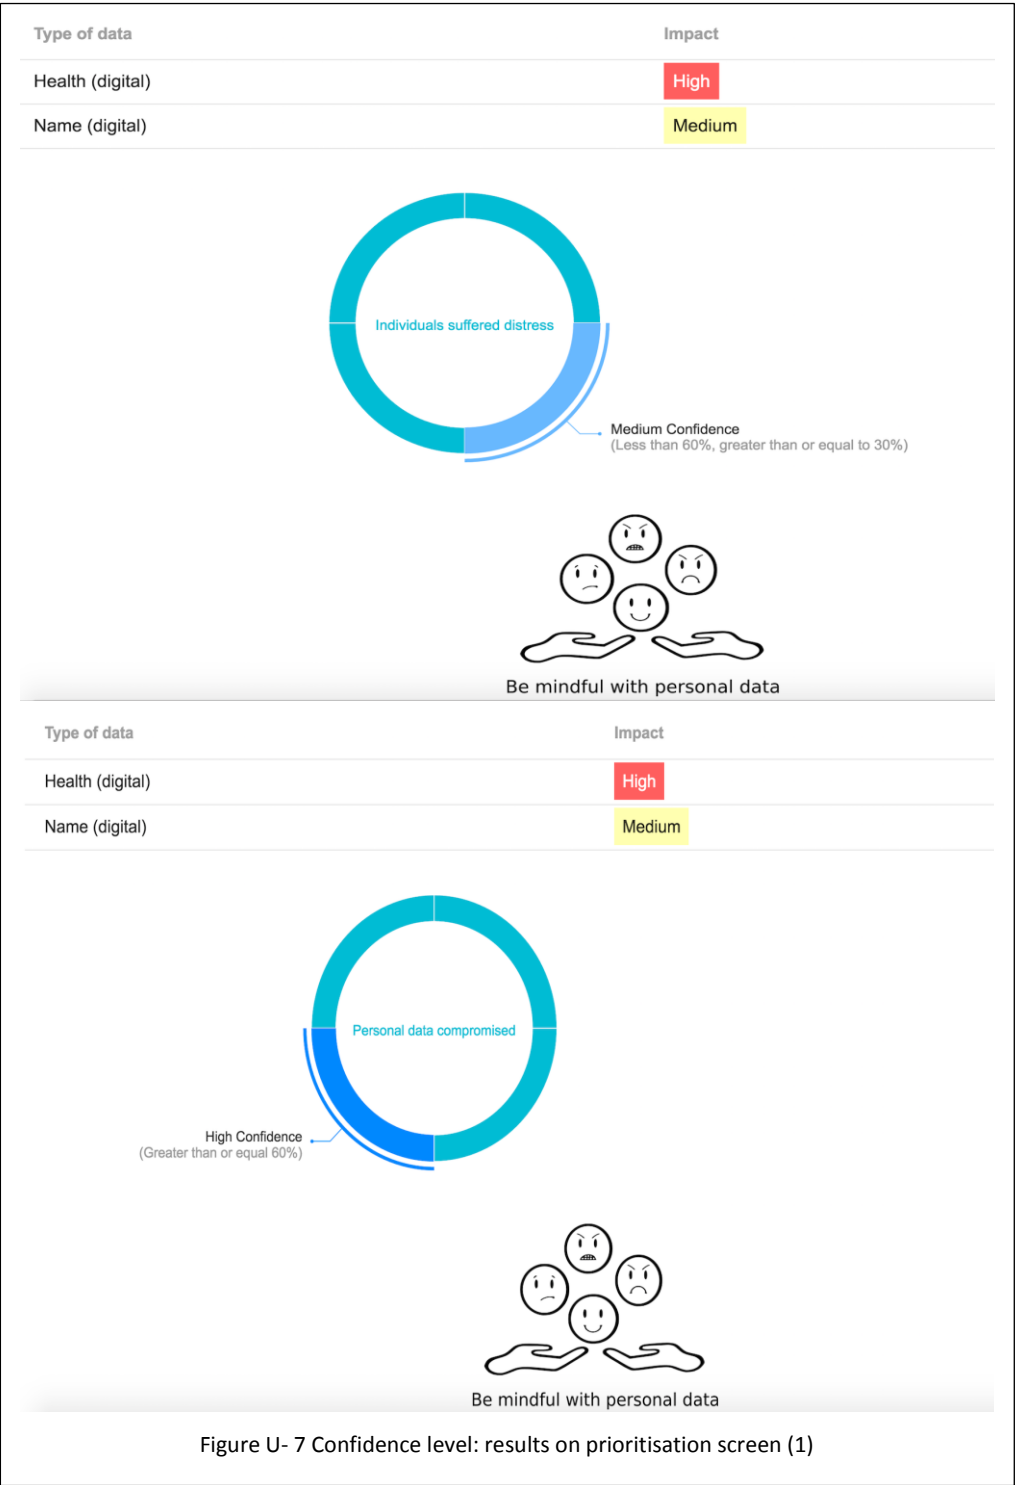 Type of data Impact
Health (digital) High
Name (digital) Medium
Individuals suffered distress
Medium Confidence
(Less than 60%, greater than or equal to 30%)
Be mindful with personal data
Type of data Impact
Health (digital) High
Name (digital) Medium
Personal data compromised
High Confidence
(Greater than or equal 60%)
Be mindful with personal data
Figure U- 7 Confidence level: results on prioritisation screen (1)